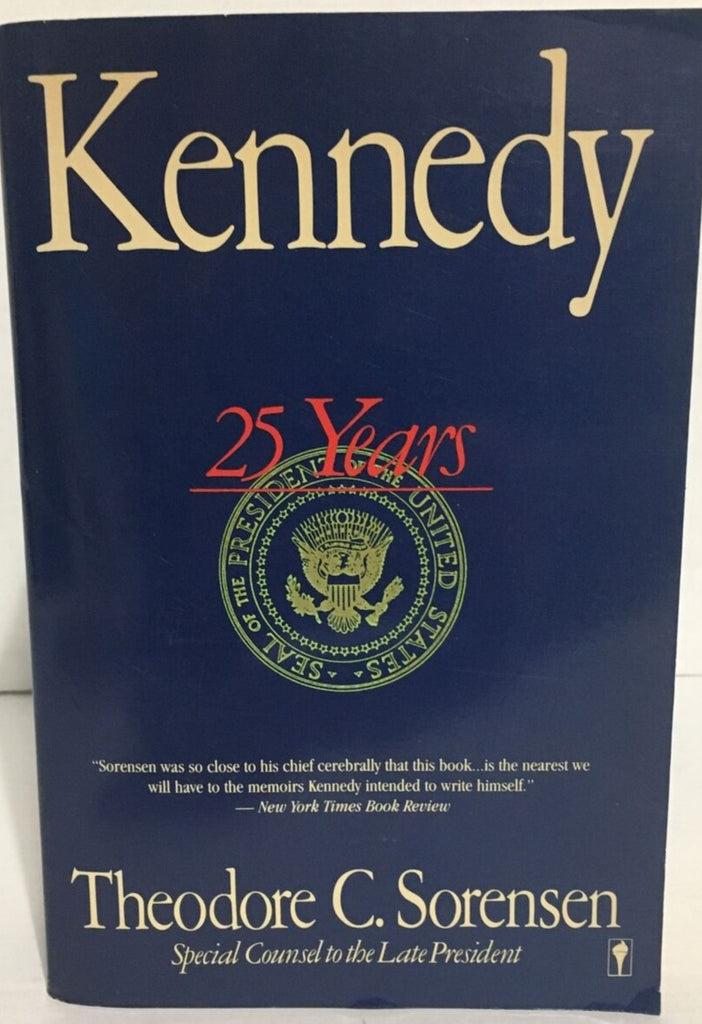 Kennedy
25 Years
SEAL OF THE PRESIDENT OF THE UNITED STATES
“Sorensen was so close to his chief cerebrally that this book...is the nearest we
will have to the memoirs Kennedy intended to write himself.”
— New York Times Book Review
Theodore C. Sorensen
Special Counsel to the Late President